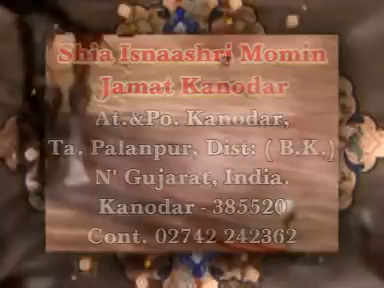 Shia Isnaashri Momin
Jamat Kanodar
At.&Po. Kanodar,
Ta. Palanpur, Dist: ( B.K.)
N' Gujarat, India.
Kanodar - 385520
Cont. 02742 242362